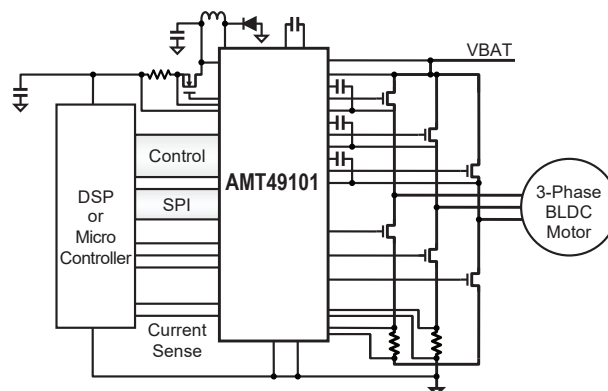 VBAT
Control
AMT49101
DSP
or
Micro
Controller
SPI
3-Phase
BLDC
Motor
Current
Sense